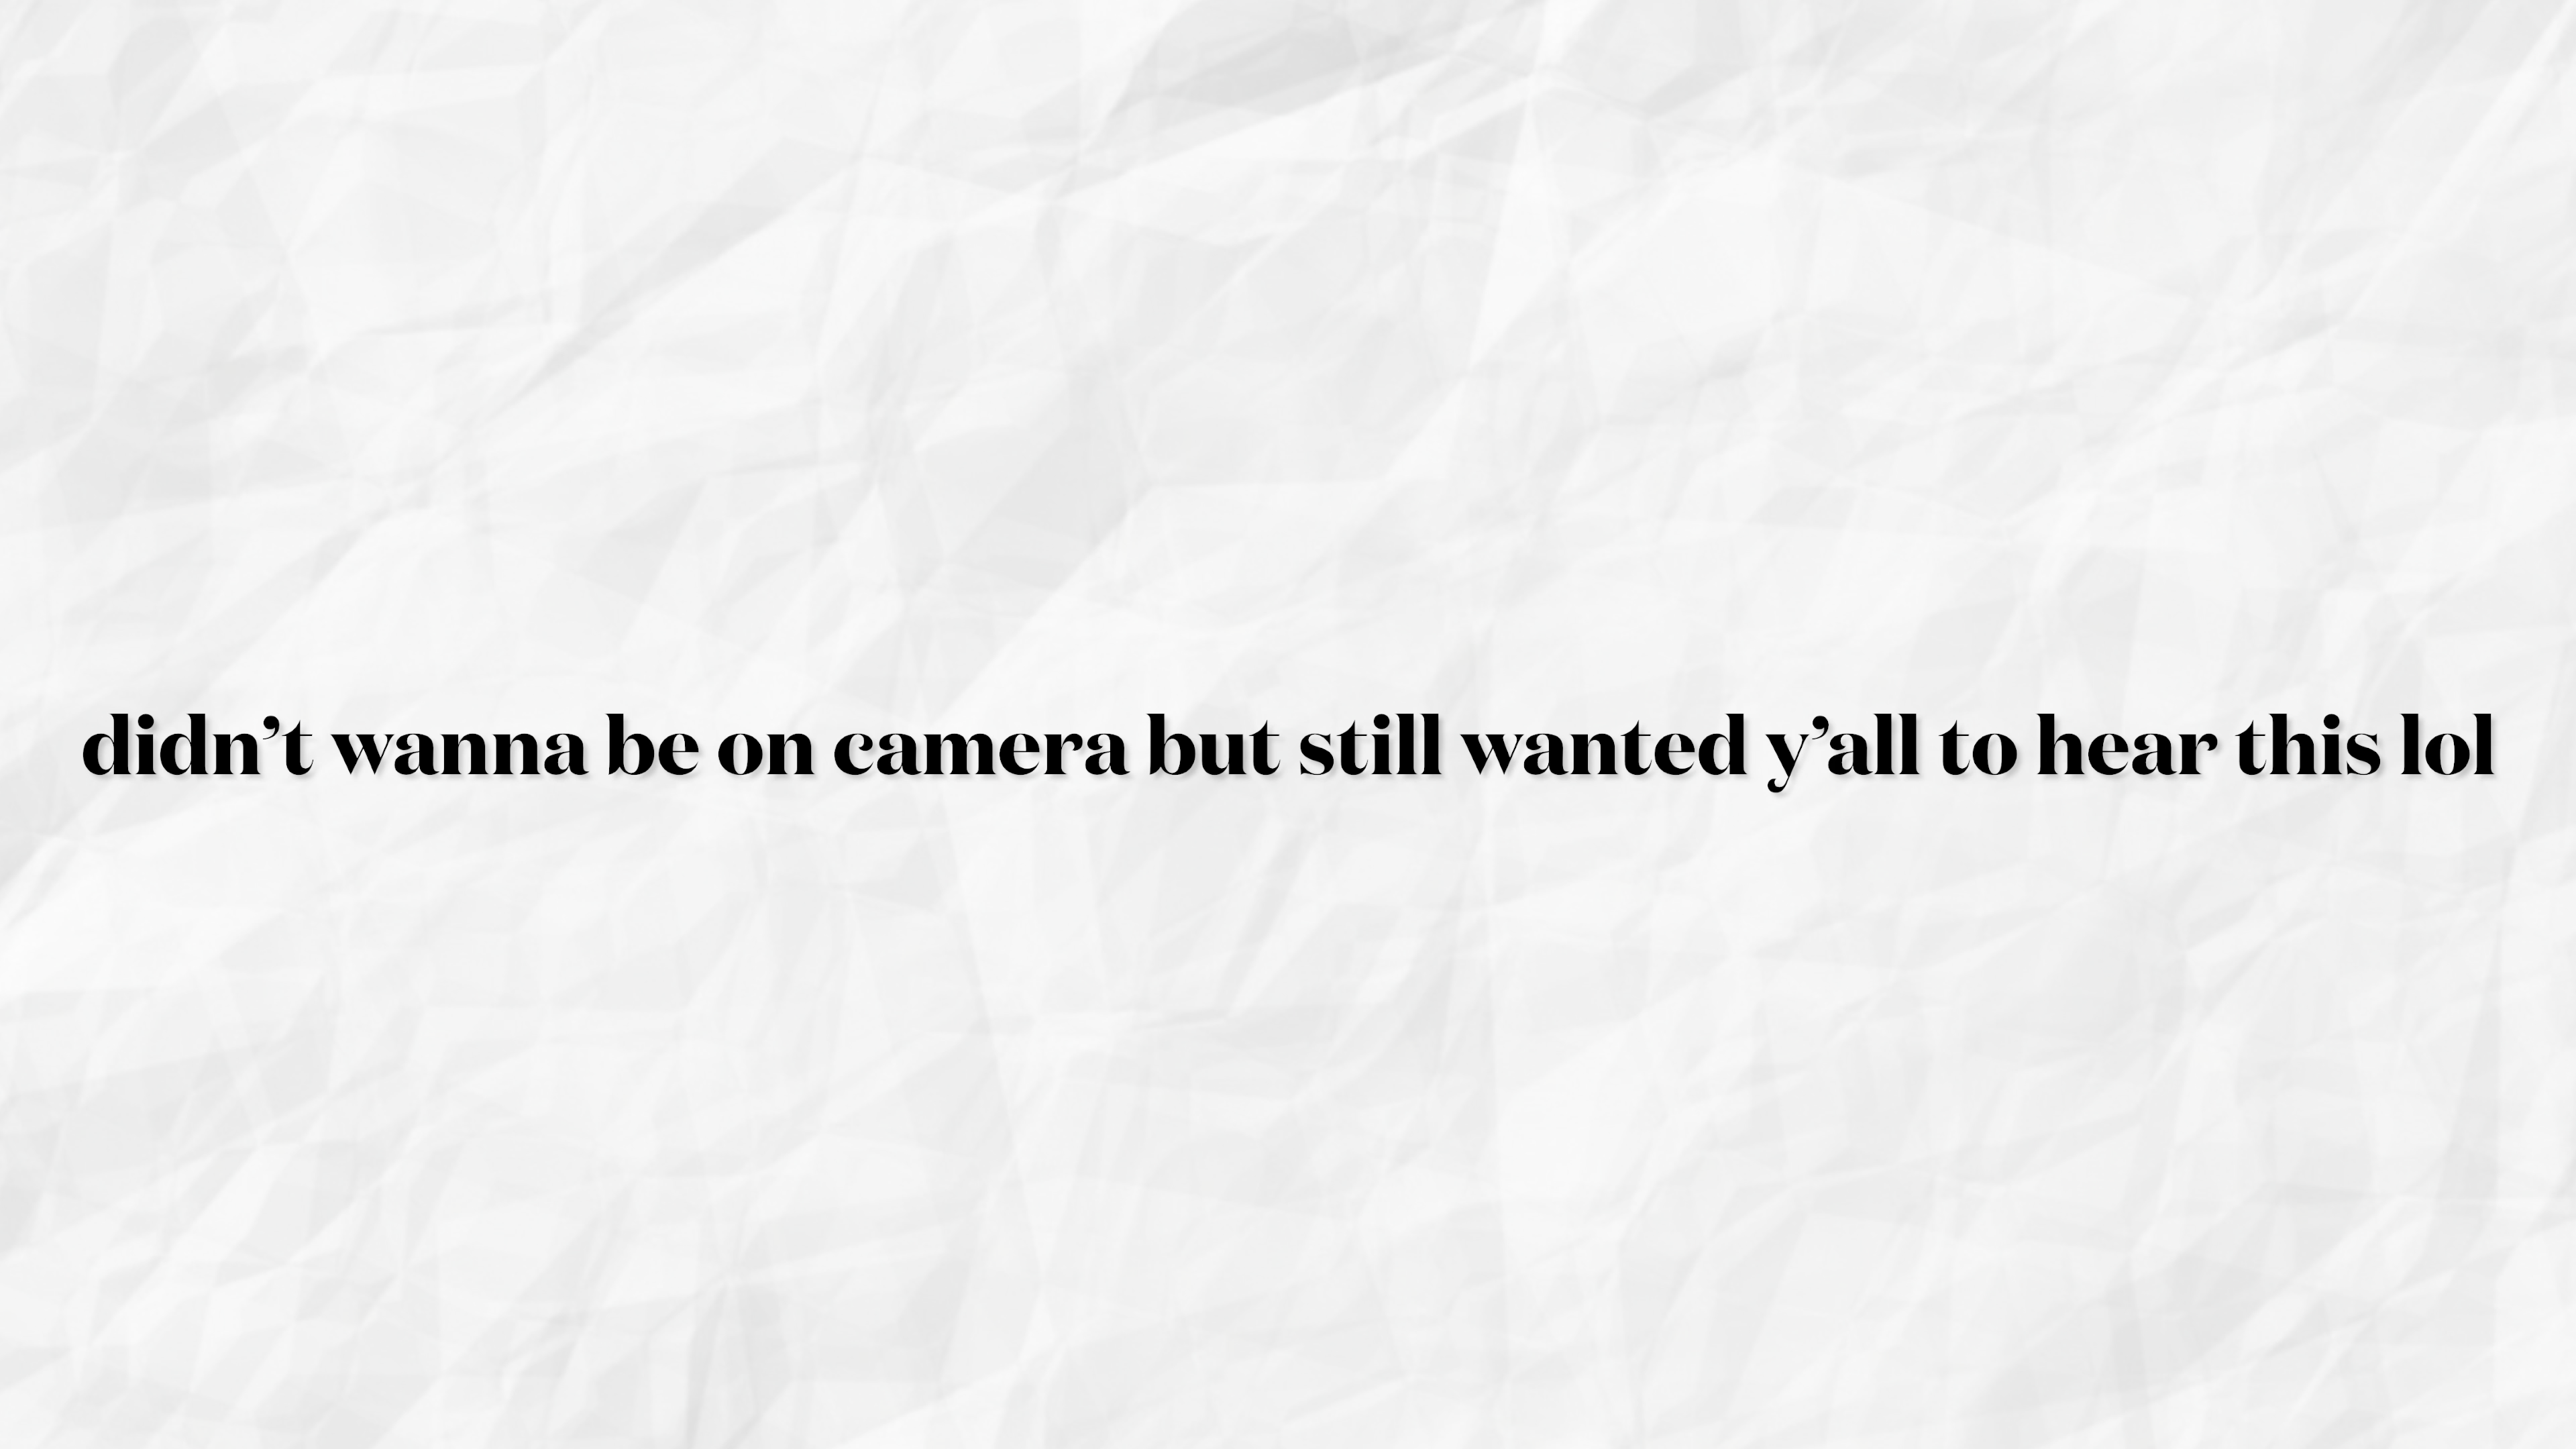 didn’t wanna be on camera but still wanted y’all to hear this lol